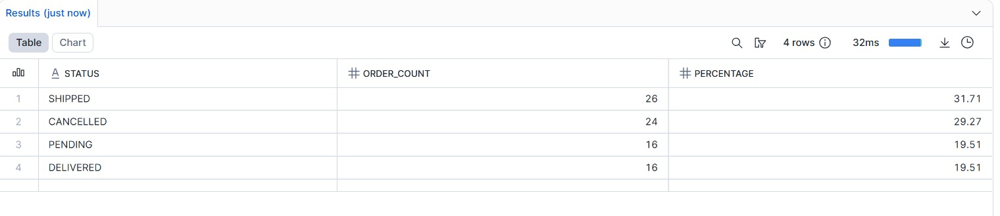 Results (just now)
Table Chart 4 rows 32ms
A STATUS # ORDER_COUNT # PERCENTAGE
1 SHIPPED 26 31.71
2 CANCELLED 24 29.27
3 PENDING 16 19.51
4 DELIVERED 16 19.51